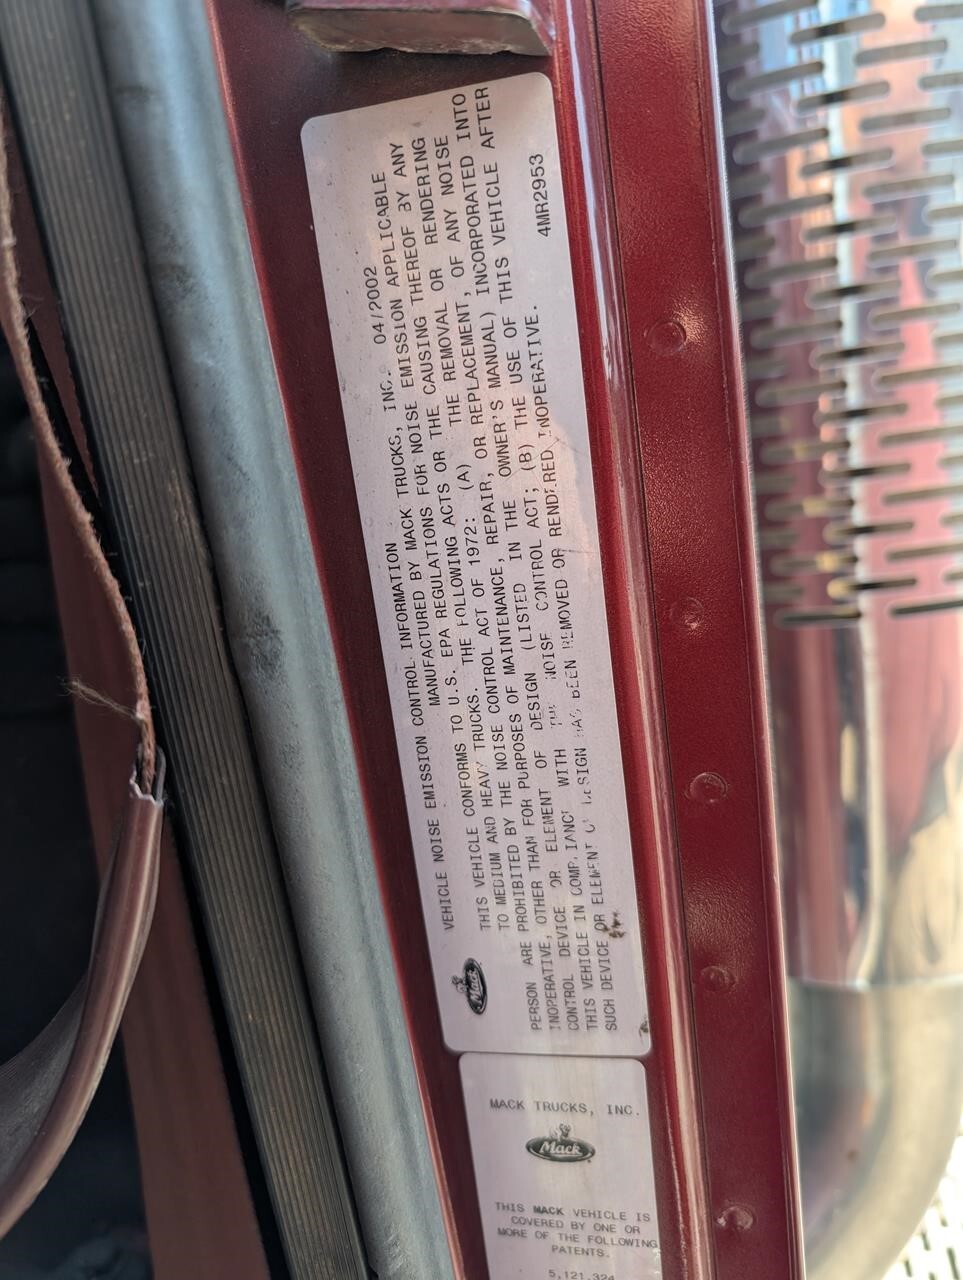 VEHICLE NOISE EMISSION CONTROL INFORMATION
MANUFACTURED BY MACK TRUCKS, INC. 04/2002
THIS VEHICLE CONFORMS TO U.S. EPA REGULATIONS FOR NOISE EMISSION APPLICABLE
TO MEDIUM AND HEAVY TRUCKS. THE FOLLOWING ACTS OR THE CAUSING THEREOF BY ANY
PERSON ARE PROHIBITED BY THE NOISE CONTROL ACT OF 1972: (A) THE REMOVAL OR RENDERING
INOPERATIVE, OTHER THAN FOR PURPOSES OF MAINTENANCE, REPAIR, OR REPLACEMENT, OF ANY NOISE
CONTROL DEVICE OR ELEMENT OF DESIGN (LISTED IN THE OWNER'S MANUAL) INCORPORATED INTO
THIS VEHICLE IN COMPLIANCE WITH THE NOISE CONTROL ACT; (B) THE USE OF THIS VEHICLE AFTER
SUCH DEVICE OR ELEMENT OF DESIGN HAS BEEN REMOVED OR RENDERED INOPERATIVE.
4MR2953
Mack
MACK TRUCKS, INC.
Mack
THIS MACK VEHICLE IS
COVERED BY ONE OR
MORE OF THE FOLLOWING
PATENTS.
5,121,324